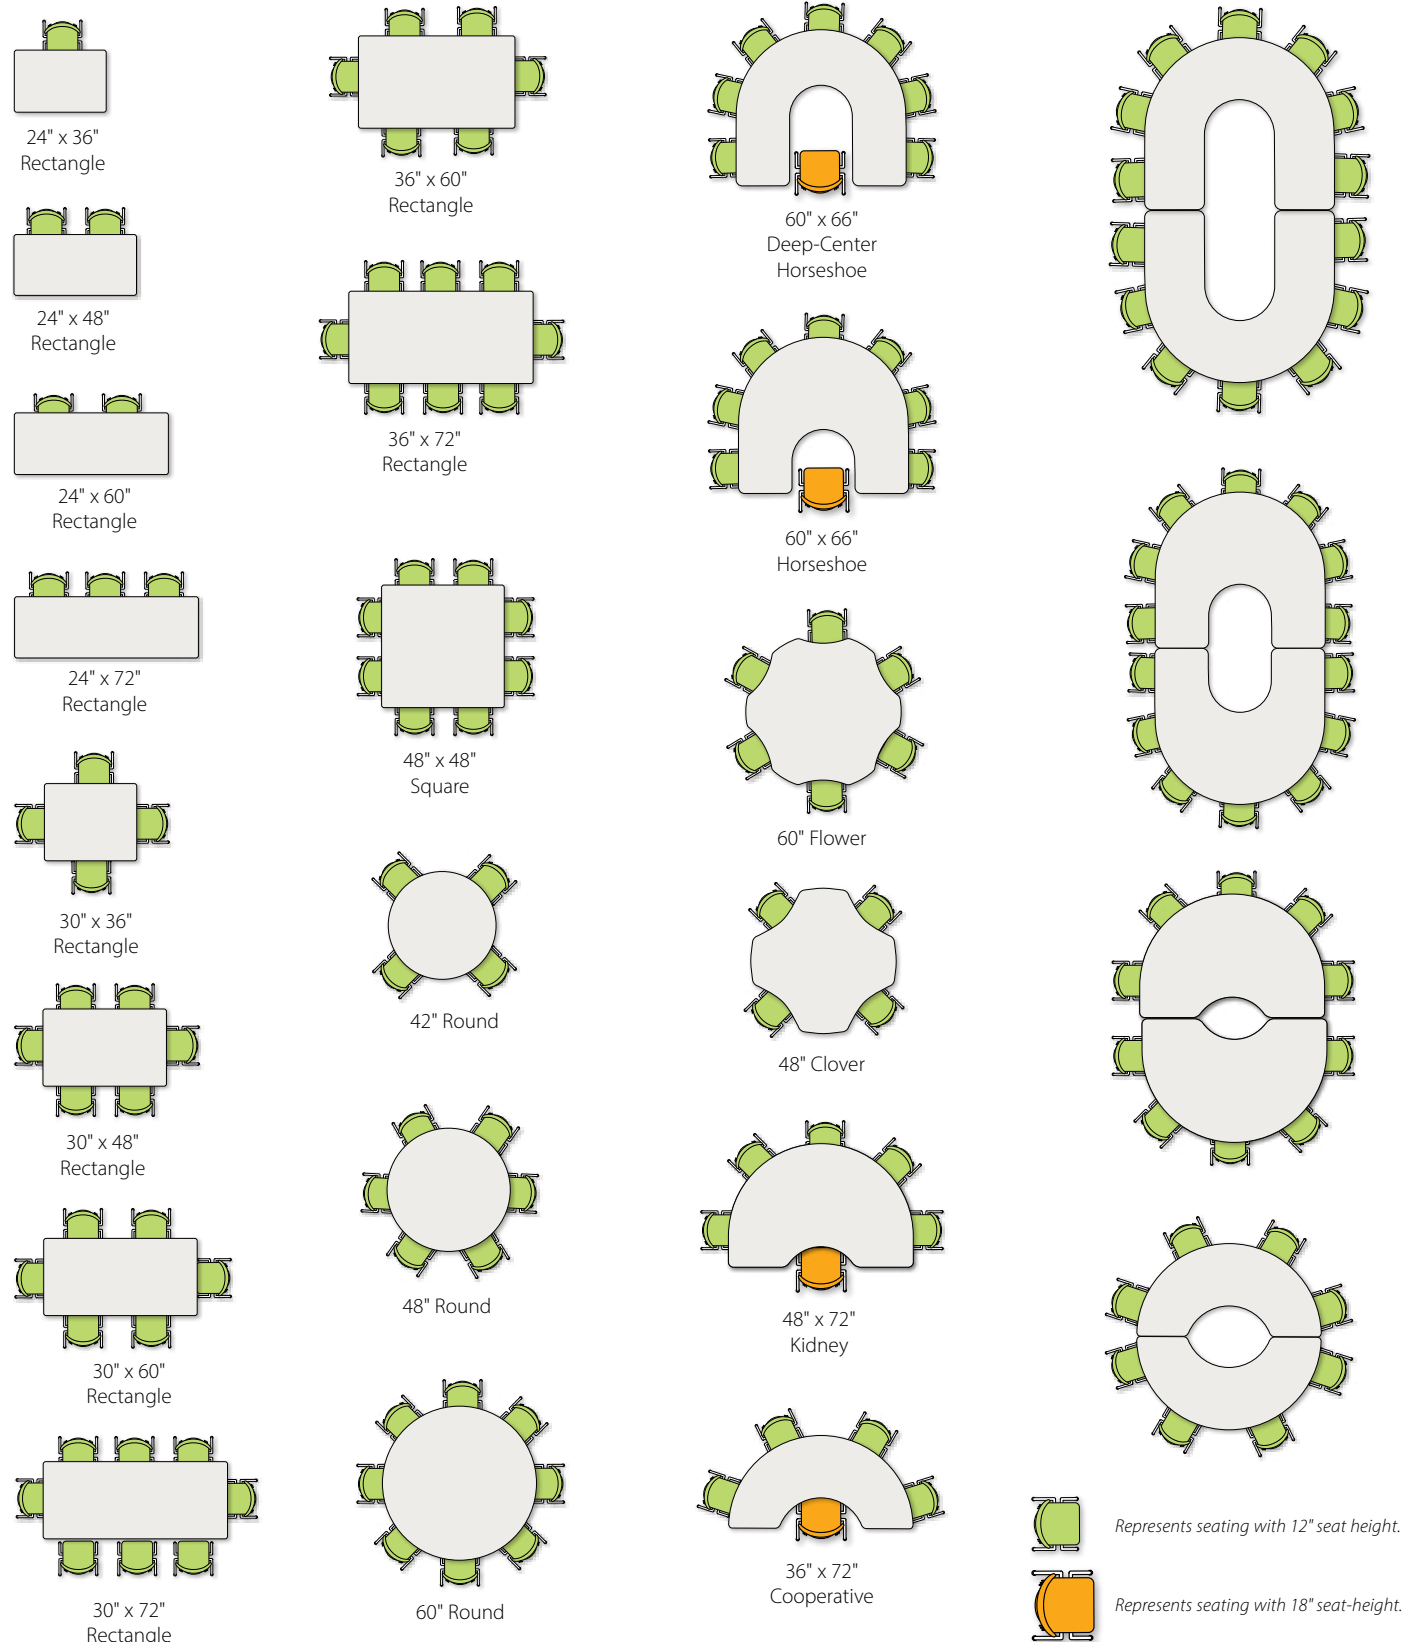 24" x 36"
Rectangle
24" x 48"
Rectangle
24" x 60"
Rectangle
24" x 72"
Rectangle
30" x 36"
Rectangle
30" x 48"
Rectangle
30" x 60"
Rectangle
30" x 72"
Rectangle
36" x 60"
Rectangle
36" x 72"
Rectangle
48" x 48"
Square
42" Round
48" Round
60" Round
60" x 66"
Deep-Center
Horseshoe
60" x 66"
Horseshoe
60" Flower
48" Clover
48" x 72"
Kidney
36" x 72"
Cooperative
Represents seating with 12" seat height.
Represents seating with 18" seat-height.